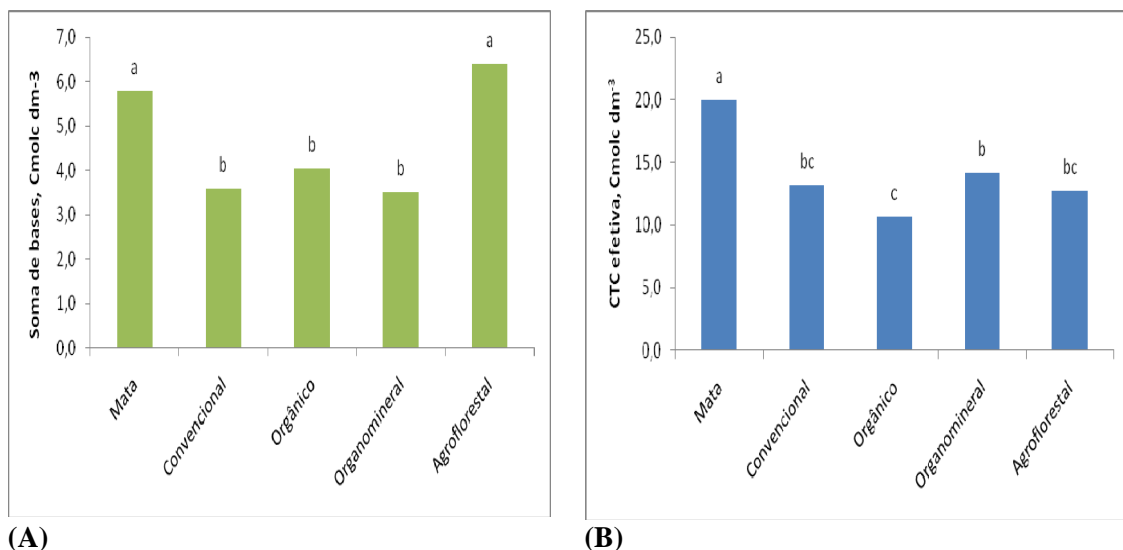 Soma de bases, Cmolc dm-3
7,0
6,0
5,0
4,0
3,0
2,0
1,0
0,0
a
b
b
b
a
Mata
Convencional
Orgânico
Organomineral
Agroflorestal
(A)
CTC efetiva, Cmolc dm⁻³
25,0
20,0
15,0
10,0
5,0
0,0
a
bc
c
b
bc
Mata
Convencional
Orgânico
Organomineral
Agroflorestal
(B)